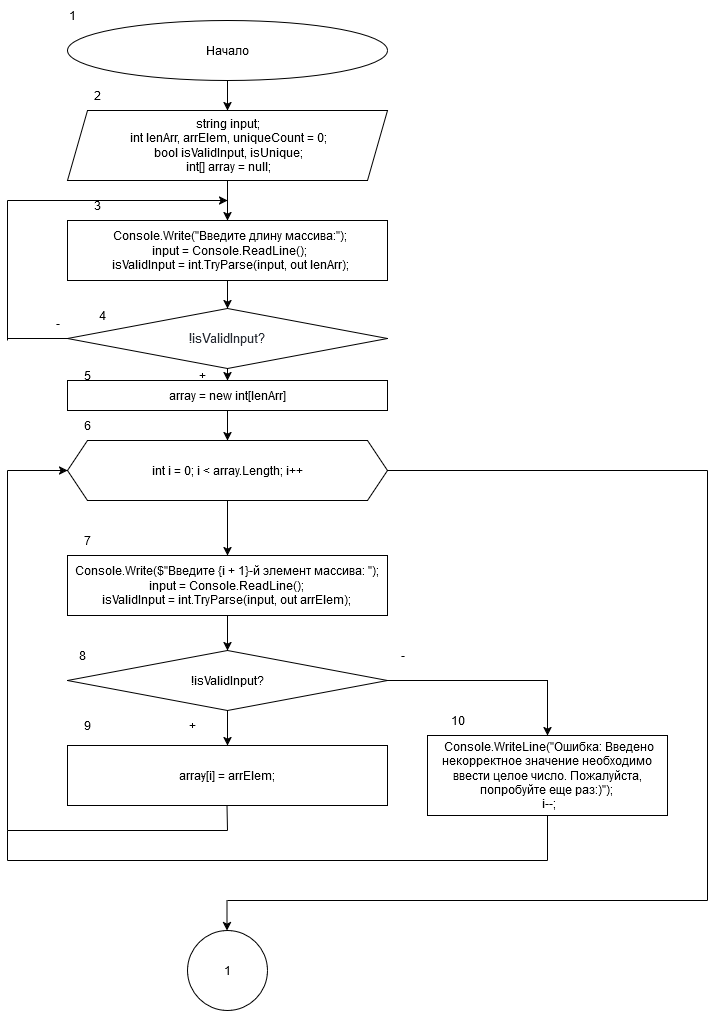 1
Начало
2
string input;
int lenArr, arrElem, uniqueCount = 0;
bool isValidInput, isUnique;
int[] array = null;
3
Console.Write("Введите длину массива:");
input = Console.ReadLine();
isValidInput = int.TryParse(input, out lenArr);
-
4
!isValidInput?
5
+
array = new int[lenArr]
6
int i = 0; i < array.Length; i++
7
Console.Write($"Введите {i + 1}-й элемент массива: ");
input = Console.ReadLine();
isValidInput = int.TryParse(input, out arrElem);
8
-
!isValidInput?
9
+
10
array[i] = arrElem;
Console.WriteLine("Ошибка: Введено
некорректное значение необходимо
ввести целое число. Пожалуйста,
попробуйте еще раз:)");
i--;
1